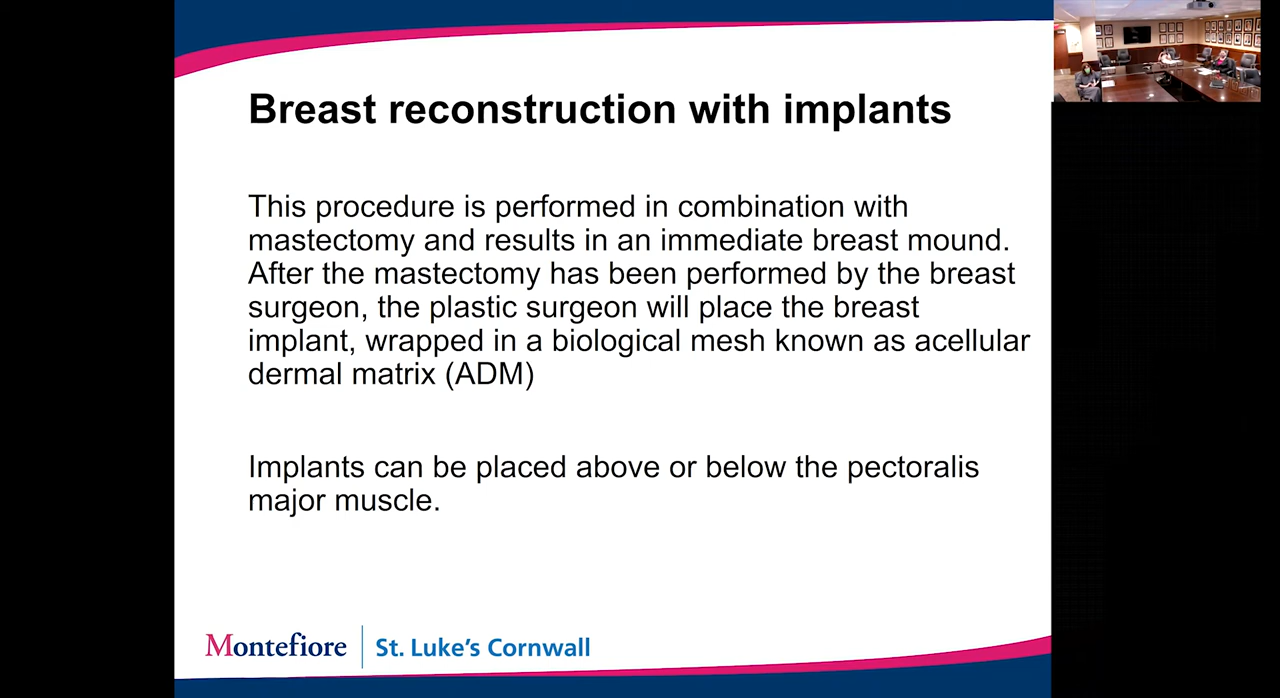 Breast reconstruction with implants
This procedure is performed in combination with
mastectomy and results in an immediate breast mound.
After the mastectomy has been performed by the breast
surgeon, the plastic surgeon will place the breast
implant, wrapped in a biological mesh known as acellular
dermal matrix (ADM)
Implants can be placed above or below the pectoralis
major muscle.
Montefiore | St. Luke's Cornwall